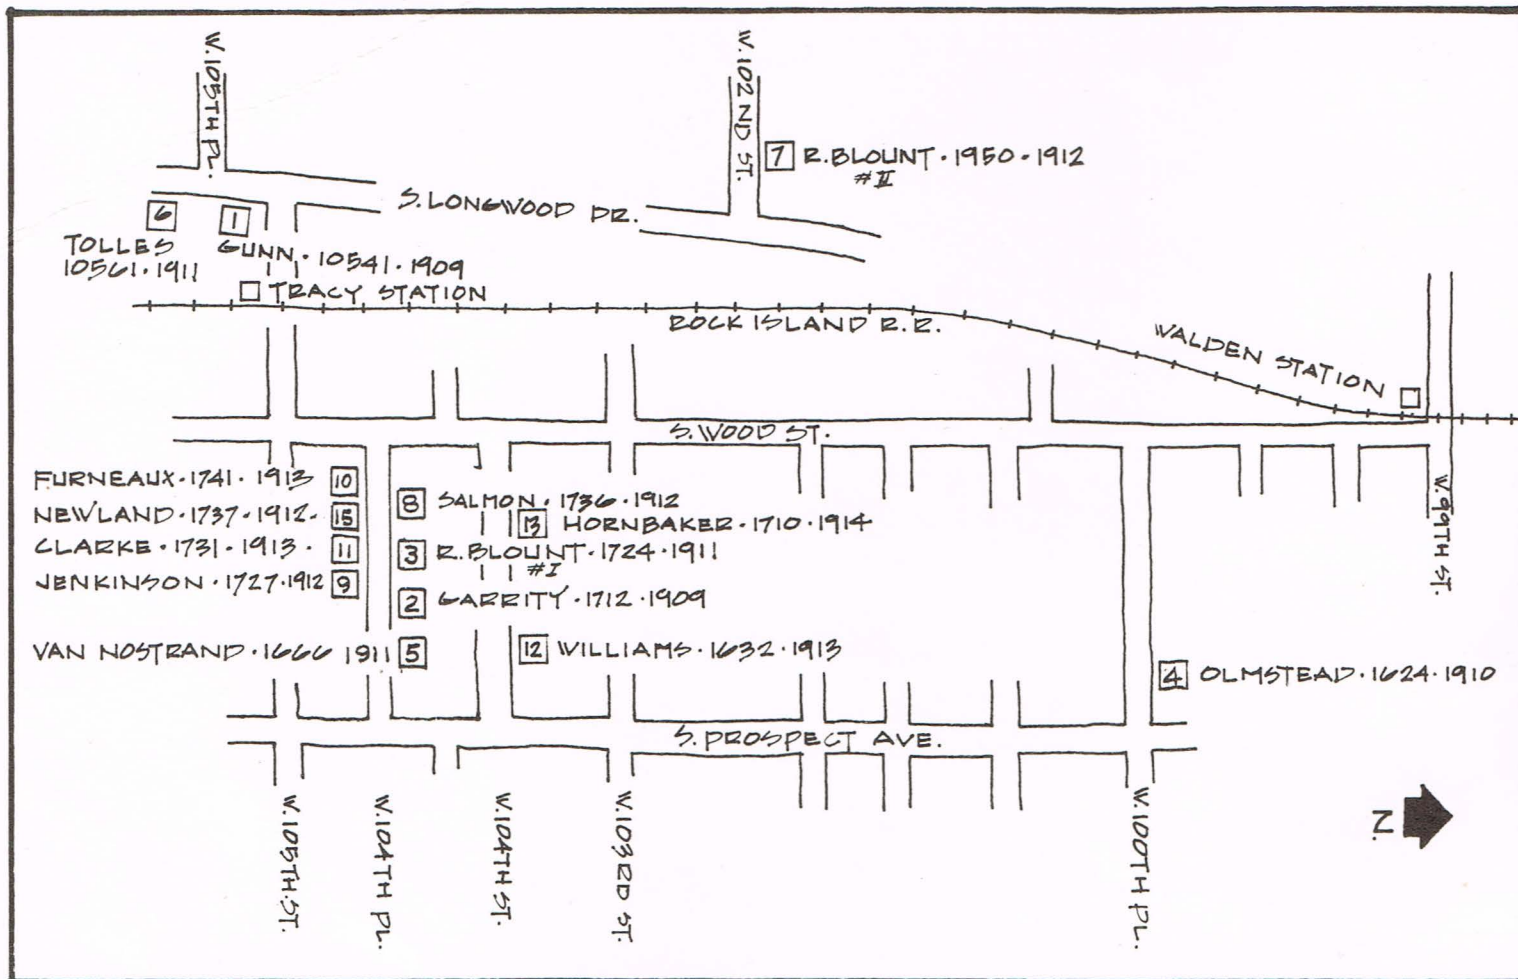 W. 105TH PL.
W. 102ND ST.
7 R. BLOUNT · 1950 · 1912
#II
S. LONGWOOD DR.
6
1
TOLLES
10561 · 1911
GUNN · 10541 · 1909
TRACY STATION
ROCK ISLAND R.R.
WALDEN STATION
S. WOOD ST.
W. 99TH ST.
FURNEAUX · 1741 · 1913 10
NEWLAND · 1737 · 1912 · 15
CLARKE · 1731 · 1913 · 11
JENKINSON · 1727 · 1912 9
VAN NOSTRAND · 1666 1911 5
8 SALMON · 1736 · 1912
13 HORNBAKER · 1710 · 1914
3 R. BLOUNT · 1724 · 1911
#I
2 GARRITY · 1712 · 1909
12 WILLIAMS · 1632 · 1913
4 OLMSTEAD · 1624 · 1910
S. PROSPECT AVE.
W. 105TH ST.
W. 104TH PL.
W. 104TH ST.
W. 103RD ST.
W. 100TH PL.
N